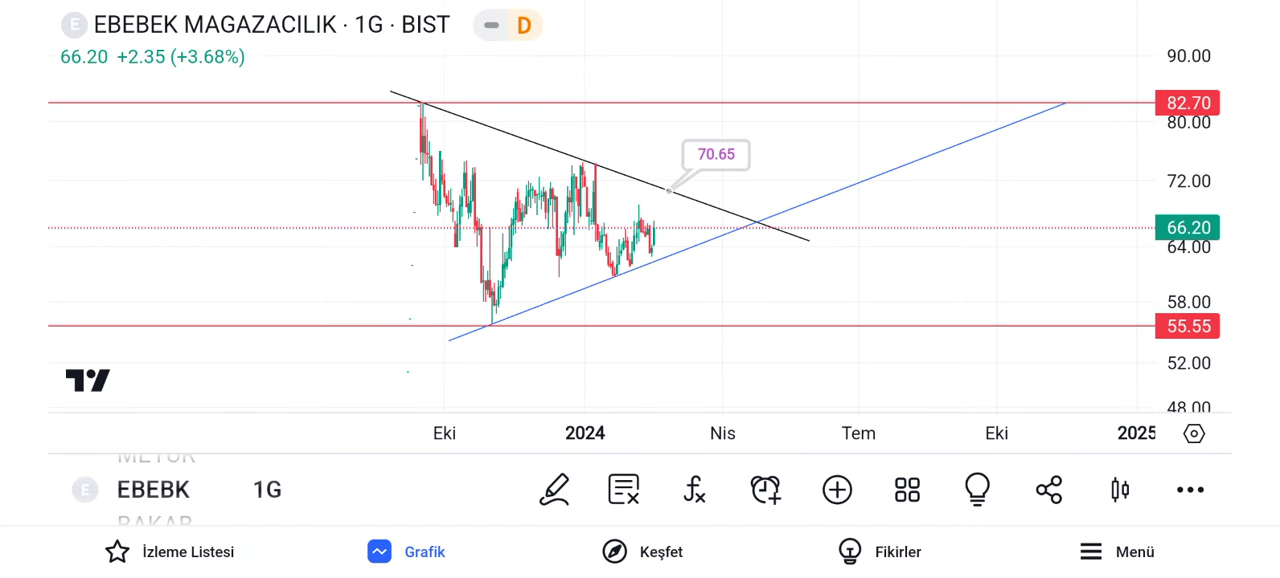 E EBEBEK MAGAZACILIK · 1G · BIST D
66.20 +2.35 (+3.68%)
90.00
82.70
80.00
70.65
72.00
66.20
64.00
58.00
55.55
52.00
48.00
Eki 2024 Nis Tem Eki 2025
METUR
E EBEBK 1G
BAKAB
İzleme Listesi Grafik Keşfet Fikirler Menü